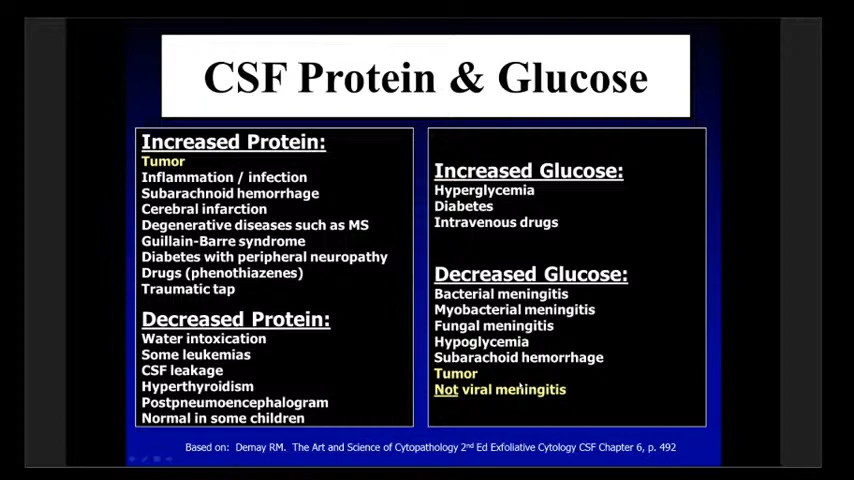 CSF Protein & Glucose
Increased Protein:
Tumor
Inflammation / infection
Subarachnoid hemorrhage
Cerebral infarction
Degenerative diseases such as MS
Guillain-Barre syndrome
Diabetes with peripheral neuropathy
Drugs (phenothiazenes)
Traumatic tap
Decreased Protein:
Water intoxication
Some leukemias
CSF leakage
Hyperthyroidism
Postpneumoencephalogram
Normal in some children
Increased Glucose:
Hyperglycemia
Diabetes
Intravenous drugs
Decreased Glucose:
Bacterial meningitis
Myobacterial meningitis
Fungal meningitis
Hypoglycemia
Subarachoid hemorrhage
Tumor
Not viral meningitis
Based on: Demay RM. The Art and Science of Cytopathology 2nd Ed Exfoliative Cytology CSF Chapter 6, p. 492